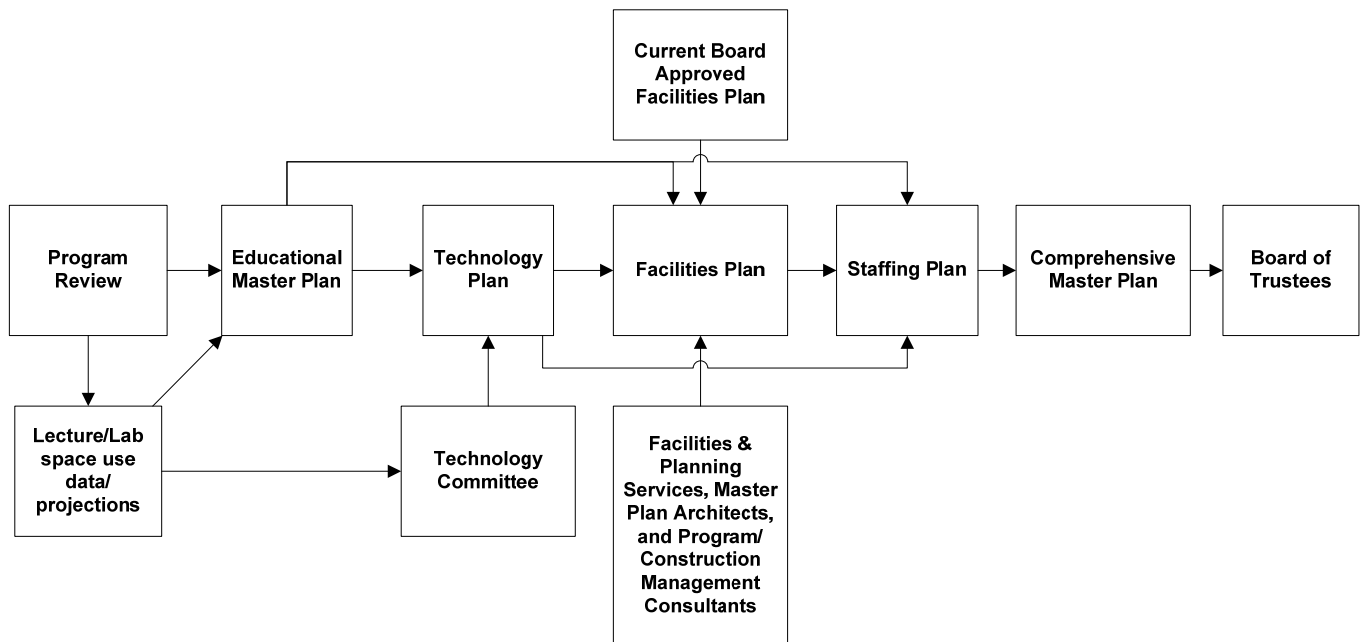 Current Board
Approved
Facilities Plan
Program
Review
Educational
Master Plan
Technology
Plan
Facilities Plan
Staffing Plan
Comprehensive
Master Plan
Board of
Trustees
Lecture/Lab
space use
data/
projections
Technology
Committee
Facilities &
Planning
Services, Master
Plan Architects,
and Program/
Construction
Management
Consultants